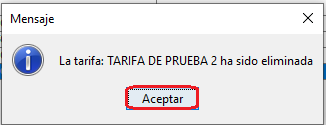 Mensaje
La tarifa: TARIFA DE PRUEBA 2 ha sido eliminada
Aceptar